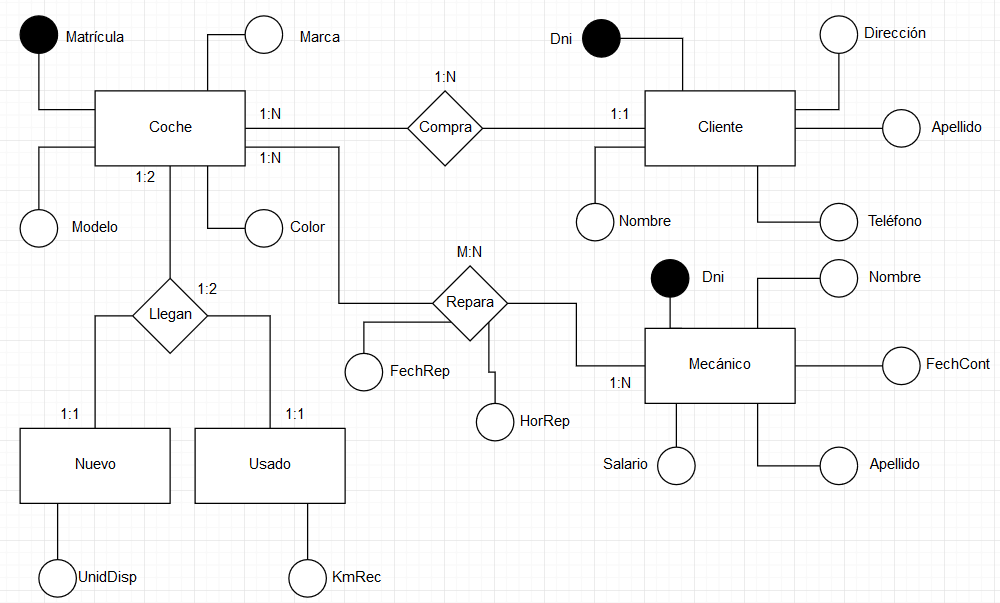 Matrícula
Marca
Dni
Dirección
1:N
1:N
Coche
Compra
1:1
Cliente
Apellido
1:N
1:2
Modelo
Color
Nombre
Teléfono
M:N
Dni
Nombre
1:2
Llegan
Repara
FechRep
Mecánico
FechCont
1:N
1:1
1:1
HorRep
Nuevo
Usado
Salario
Apellido
UnidDisp
KmRec